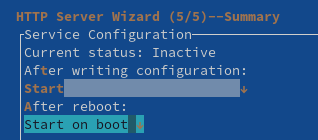 HTTP Server Wizard (5/5)--Summary
Service Configuration
Current status: Inactive
After writing configuration:
Start
After reboot:
Start on boot